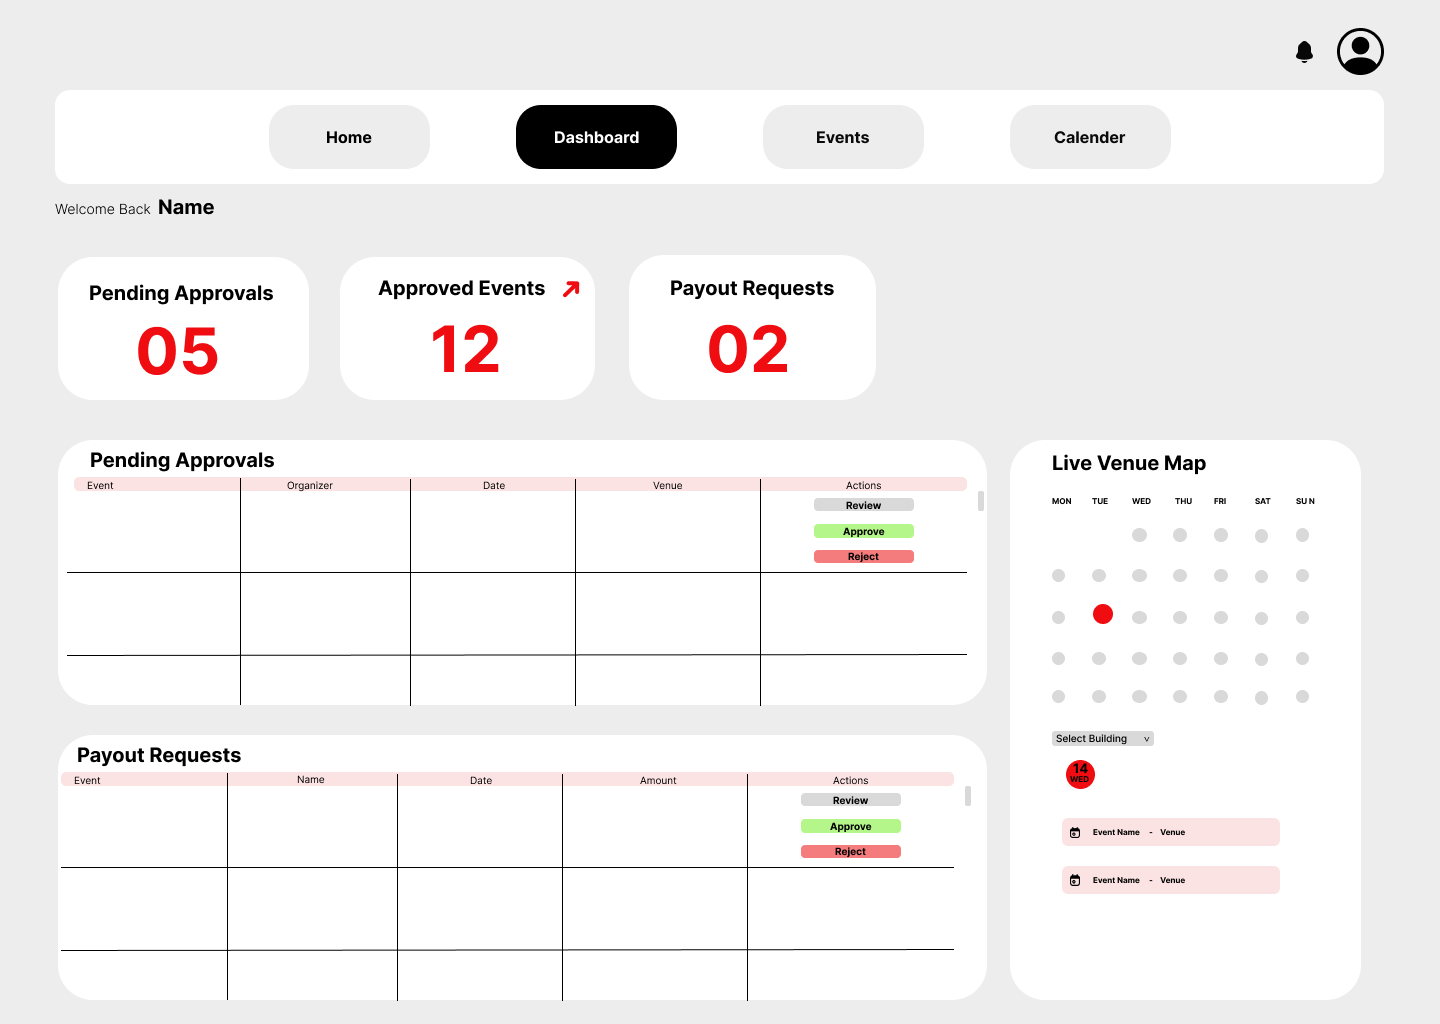 Home Dashboard Events Calender
Welcome Back Name
Pending Approvals
05
Approved Events
12
Payout Requests
02
Pending Approvals
Event Organizer Date Venue Actions
Review
Approve
Reject
Payout Requests
Event Name Date Amount Actions
Review
Approve
Reject
Live Venue Map
MON TUE WED THU FRI SAT SUN
Select Building v
14
WED
Event Name - Venue
Event Name - Venue